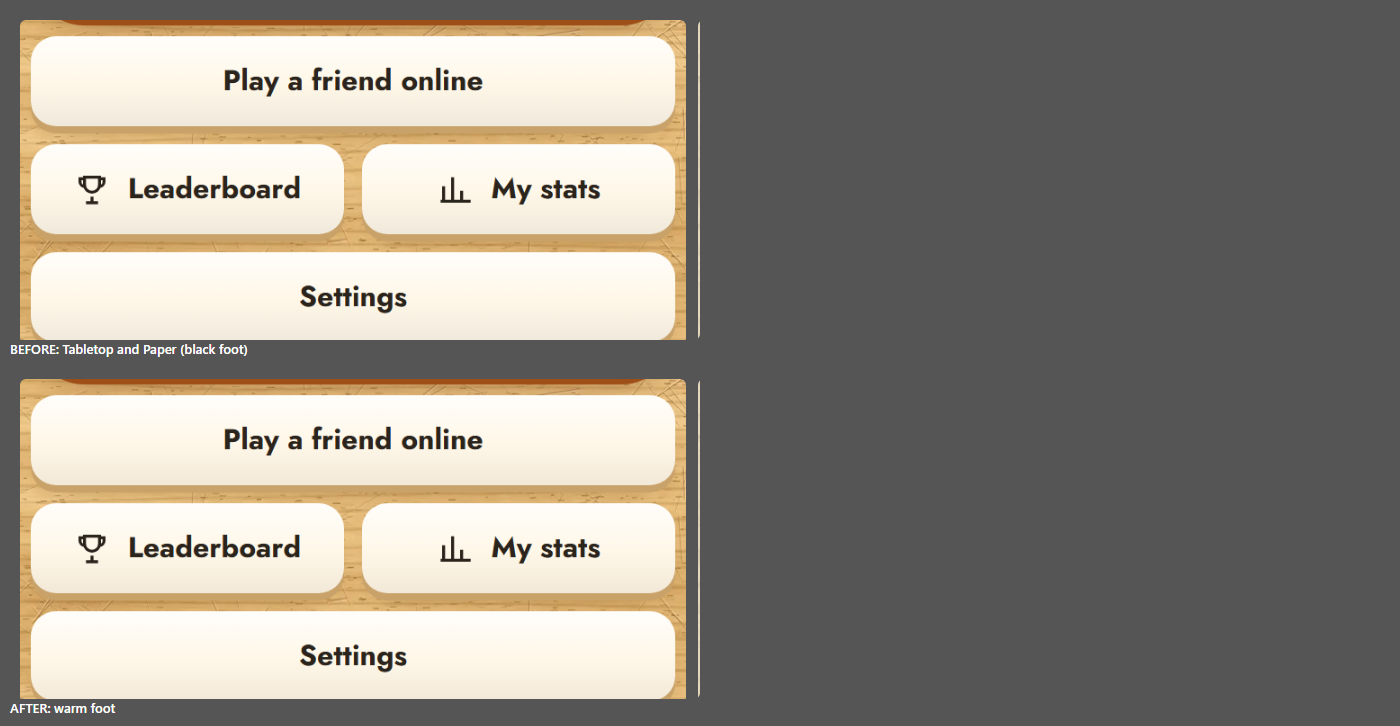 Play a friend online
Leaderboard
My stats
Settings
BEFORE: Tabletop and Paper (black foot)
Play a friend online
Leaderboard
My stats
Settings
AFTER: warm foot